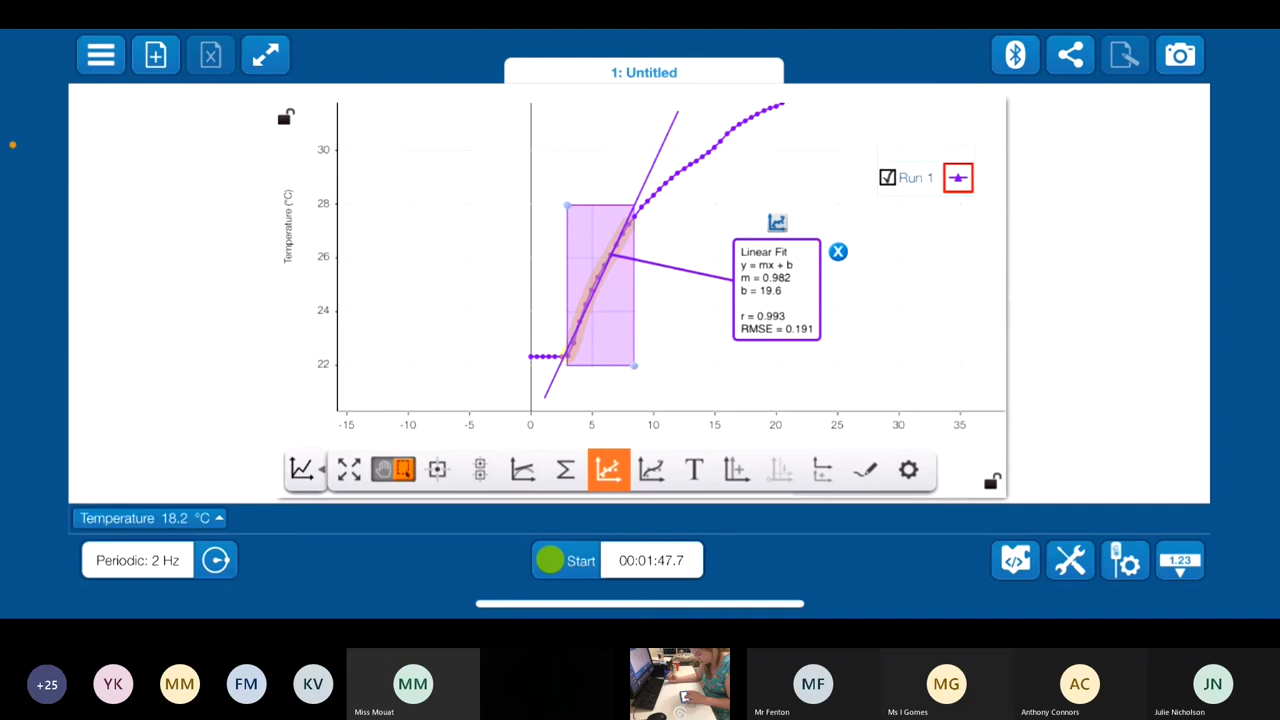 1: Untitled
30
28
26
24
22
Temperature (°C)
Run 1
Linear Fit
y = mx + b
m = 0.982
b = 19.6
r = 0.993
RMSE = 0.191
-15 -10 -5 0 5 10 15 20 25 30 35
Σ T
Temperature 18.2 °C
Periodic: 2 Hz
Start 00:01:47.7
1.23
+25 YK MM FM KV MM MF MG AC JN
Miss Mouat Mr Fenton Ms I Gomes Anthony Connors Julie Nicholson